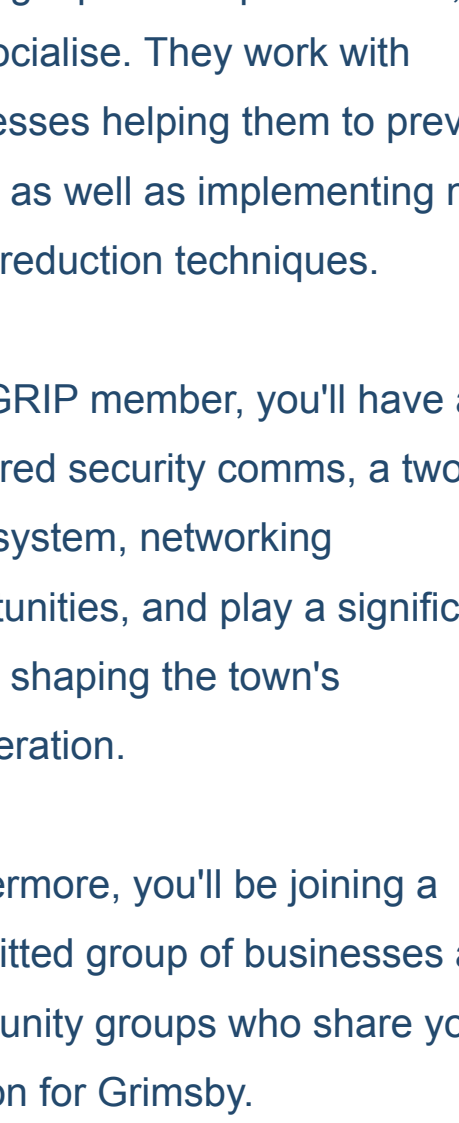 ocialise. They work with
esses helping them to prev
as well as implementing
reduction techniques.
GRIP member, you'll have a
red security comms, a two
system, networking
tunities, and play a signific
shaping the town's
eration.
ermore, you'll be joining a
itted group of businesses a
unity groups who share yo
on for Grimsby.